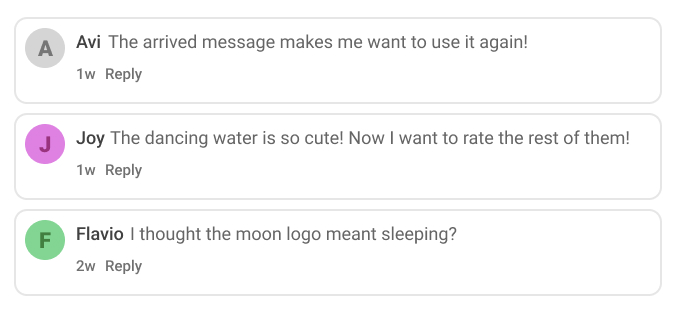 A
Avi The arrived message makes me want to use it again!
1w Reply
J
Joy The dancing water is so cute! Now I want to rate the rest of them!
1w Reply
F
Flavio I thought the moon logo meant sleeping?
2w Reply